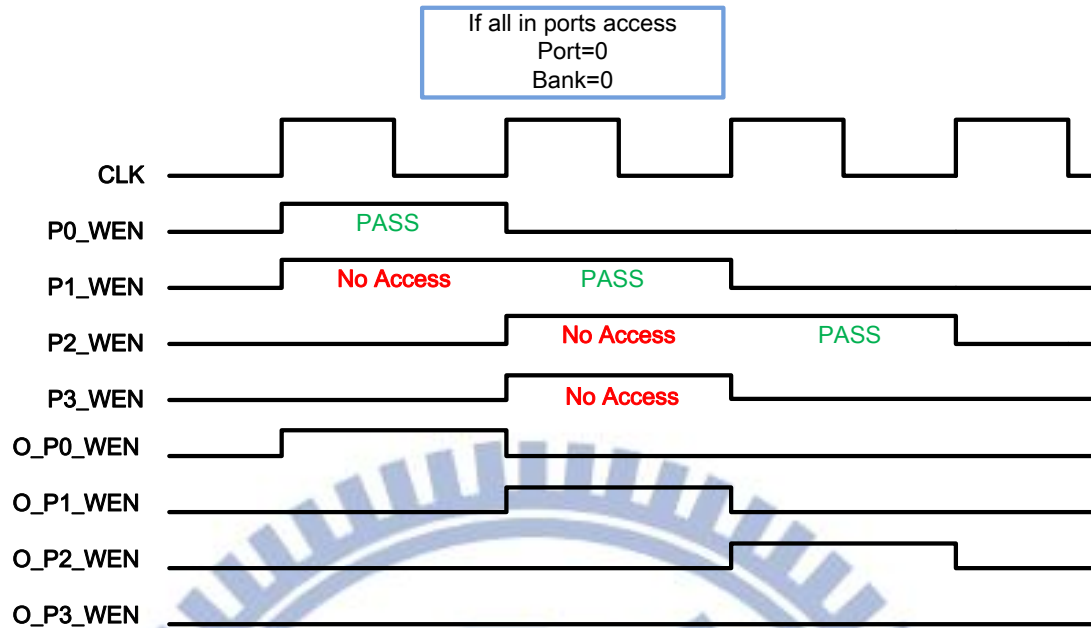 If all in ports access
Port=0
Bank=0
CLK
P0_WEN
PASS
P1_WEN
No Access
PASS
P2_WEN
No Access
PASS
P3_WEN
No Access
O_P0_WEN
O_P1_WEN
O_P2_WEN
O_P3_WEN